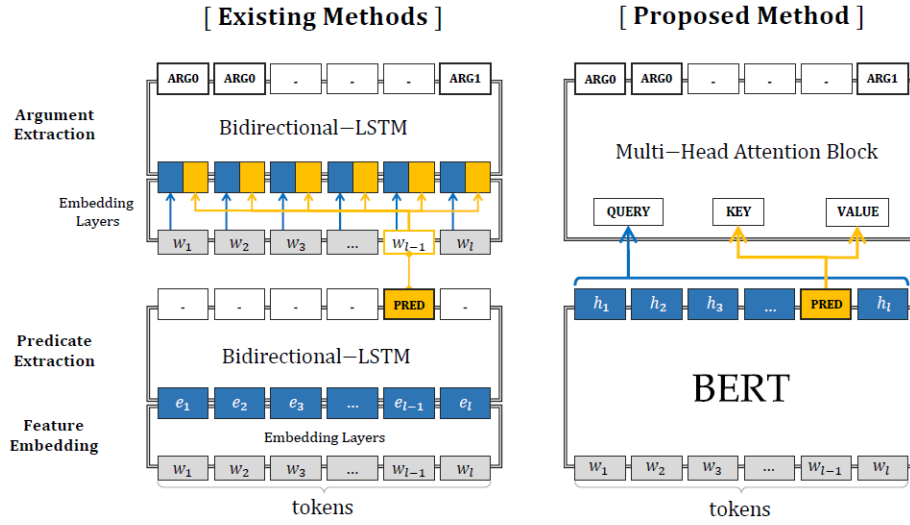 [ Existing Methods ]
ARG0 ARG0 - - - ARG1
Argument
Extraction
Bidirectional−LSTM
Embedding
Layers
w1 w2 w3 ... wl−1 wl
- - - - PRED -
Predicate
Extraction
Bidirectional−LSTM
e1 e2 e3 ... el−1 el
Feature
Embedding
Embedding Layers
w1 w2 w3 ... wl−1 wl
tokens
[ Proposed Method ]
ARG0 ARG0 - - - ARG1
Multi−Head Attention Block
QUERY KEY VALUE
h1 h2 h3 ... PRED hl
BERT
w1 w2 w3 ... wl−1 wl
tokens